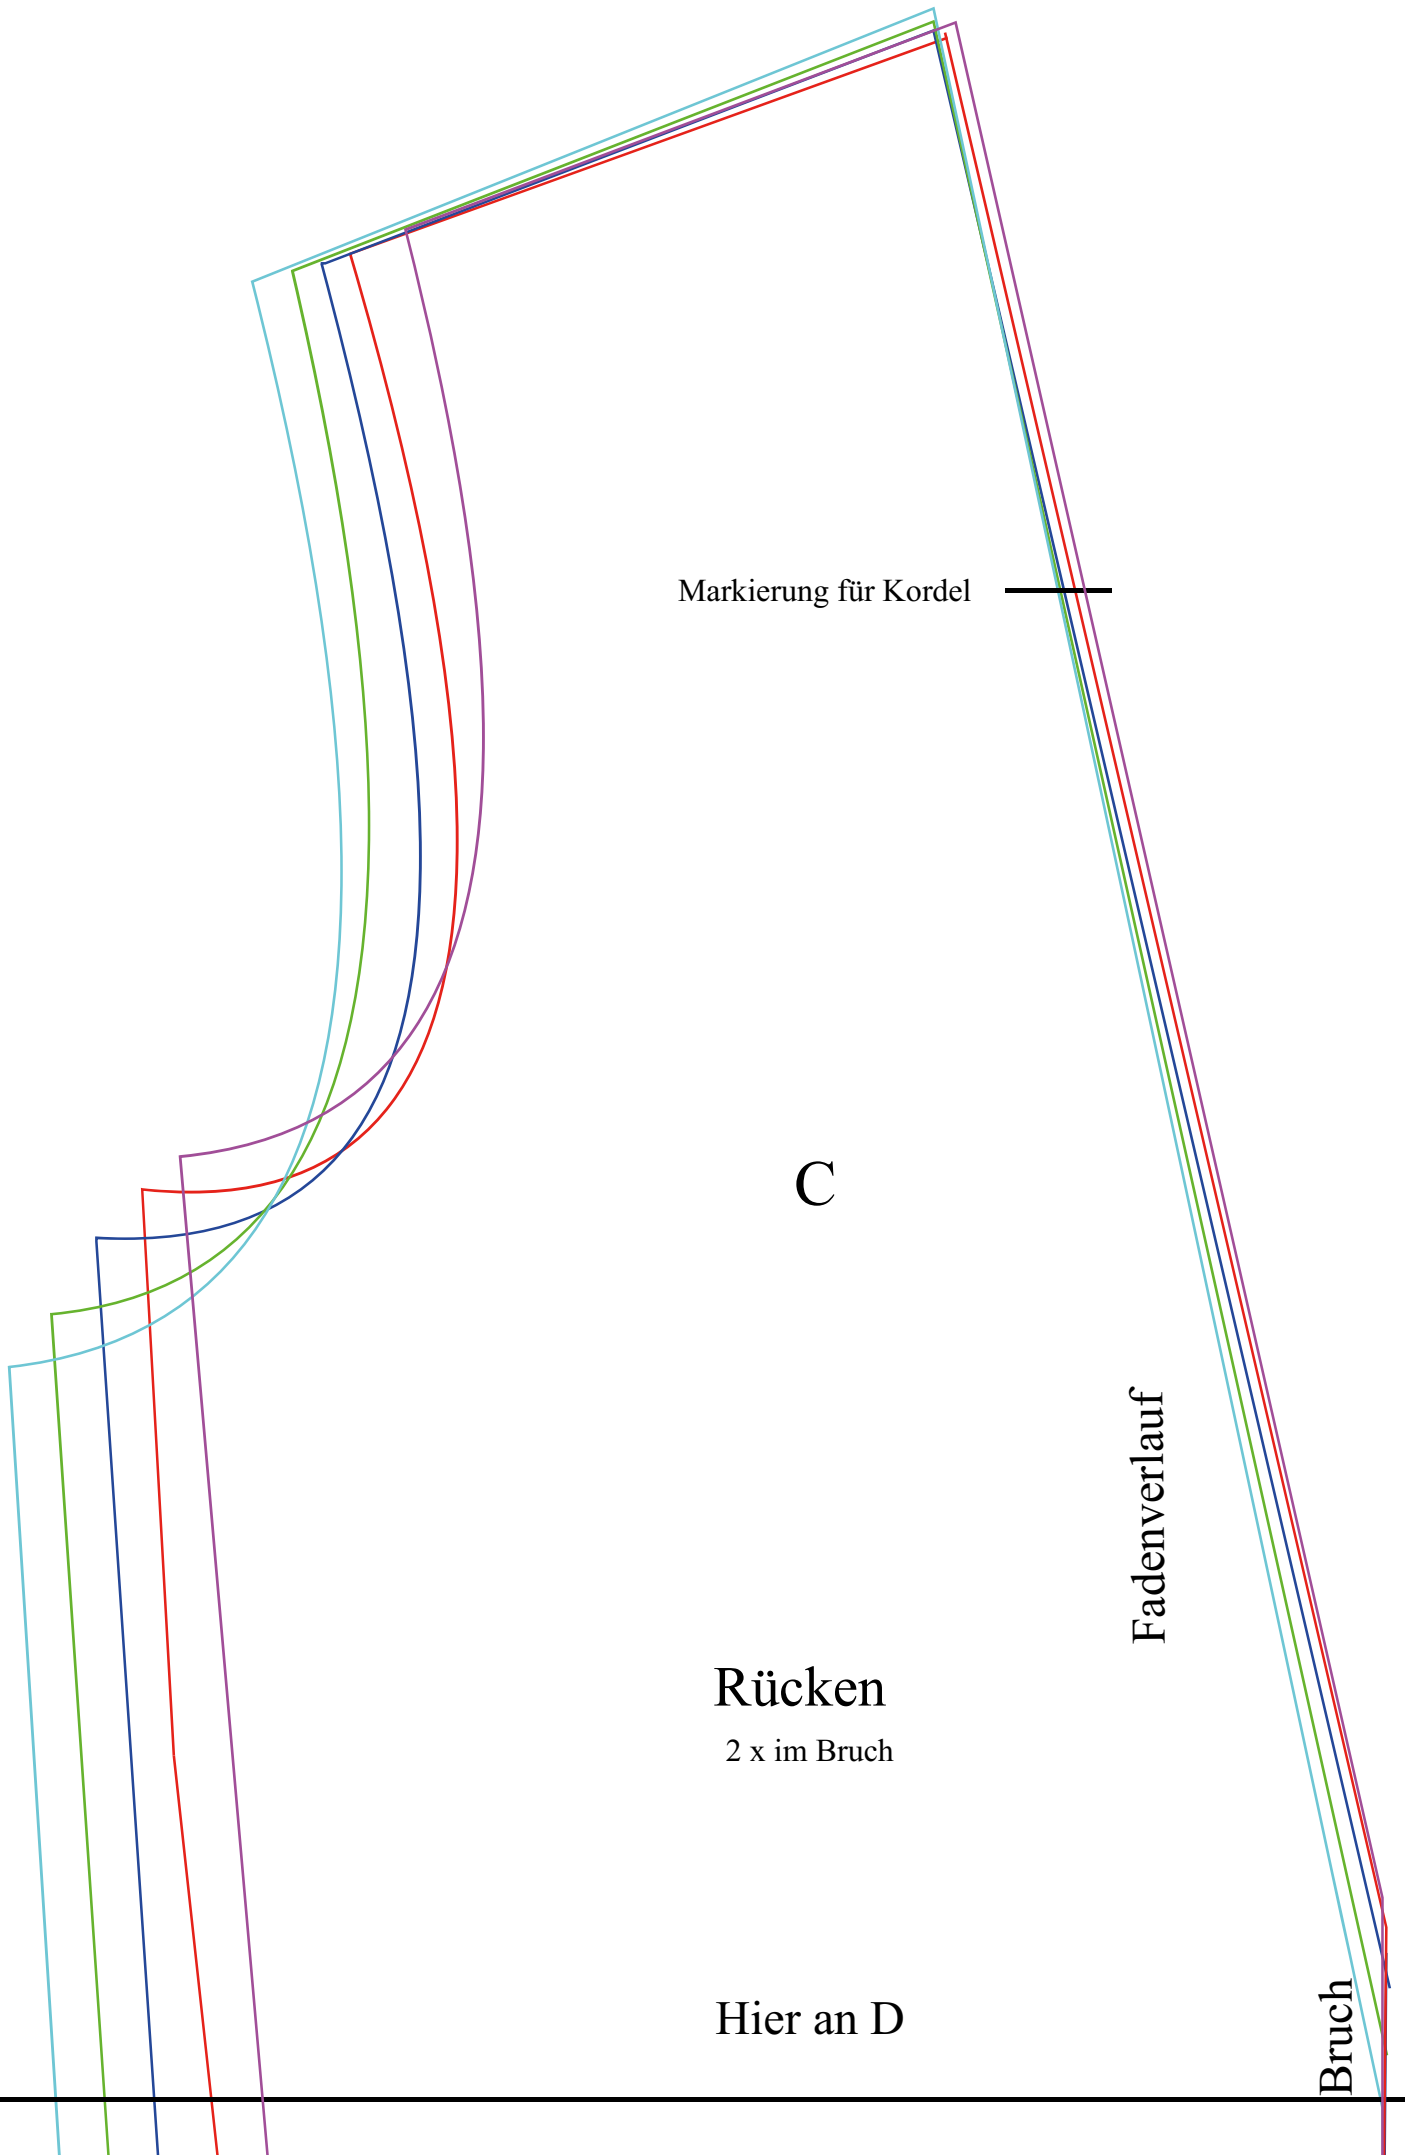 Markierung für Kordel
C
Fadenverlauf
Rücken
2 x im Bruch
Hier an D
Bruch